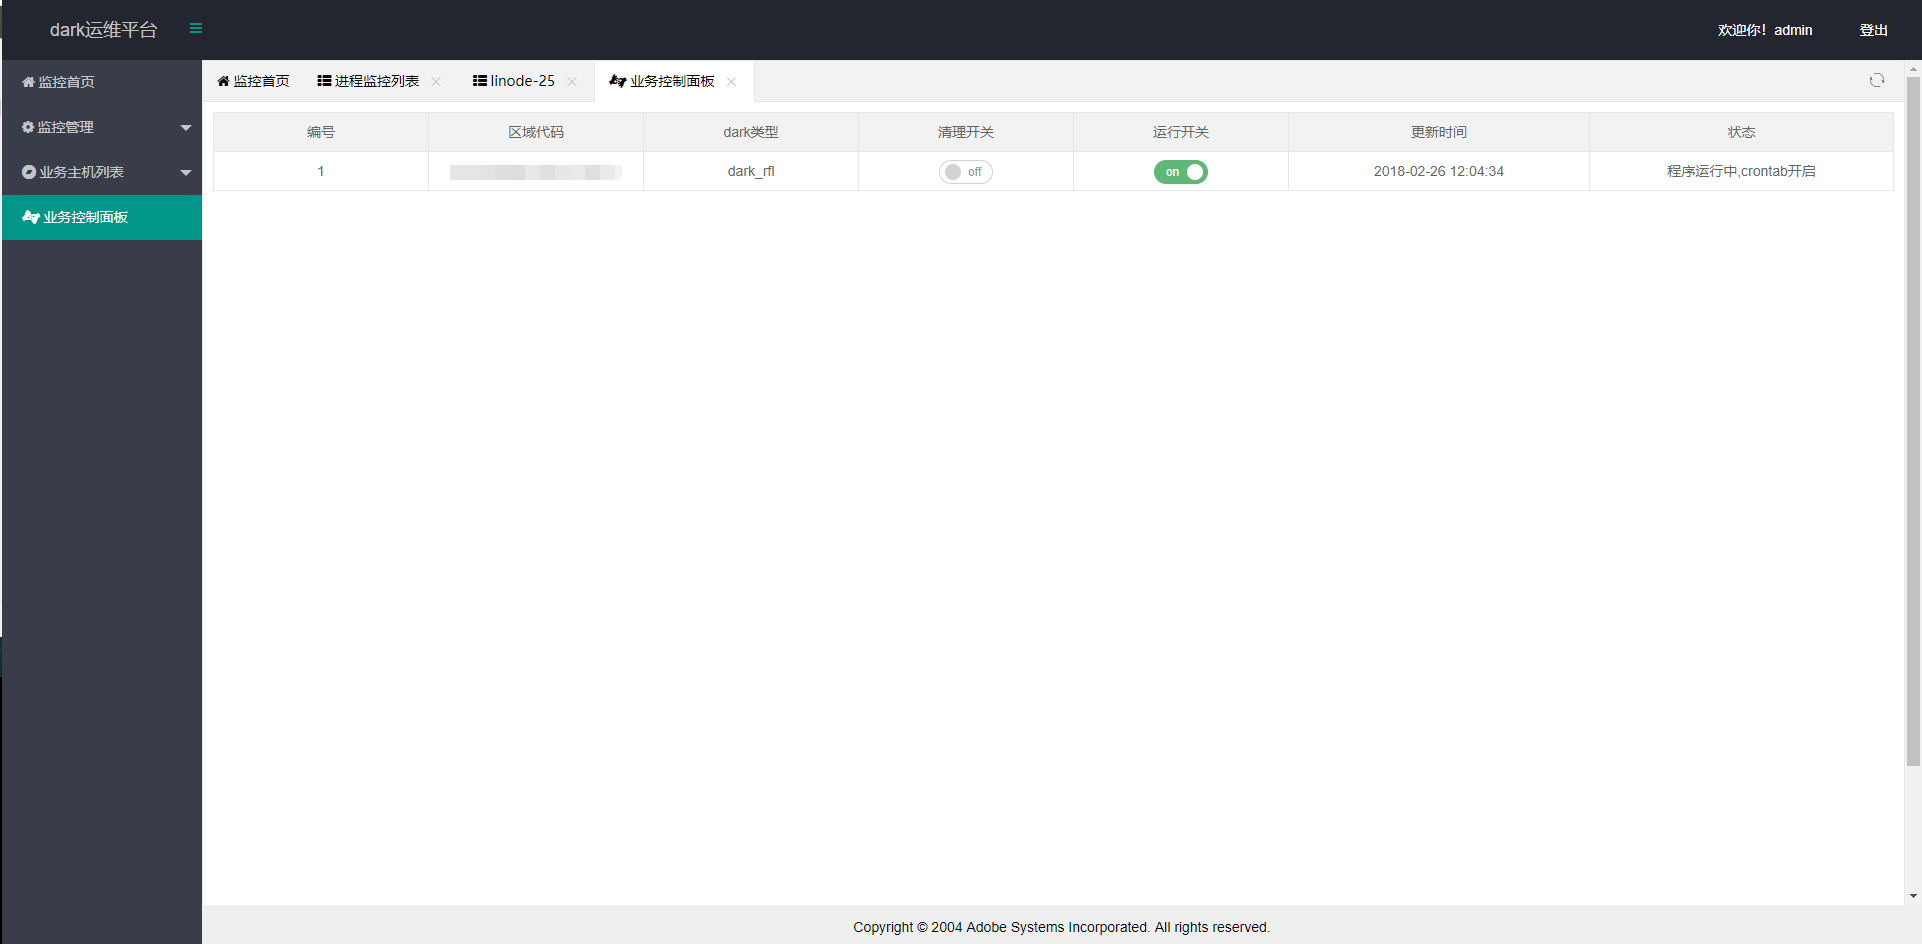 dark运维平台
欢迎你！admin 登出
监控首页
监控管理
业务主机列表
业务控制面板
监控首页 进程监控列表 linode-25 业务控制面板
编号 区域代码 dark类型 清理开关 运行开关 更新时间 状态
1 dark_rfl off on 2018-02-26 12:04:34 程序运行中,crontab开启
Copyright © 2004 Adobe Systems Incorporated. All rights reserved.